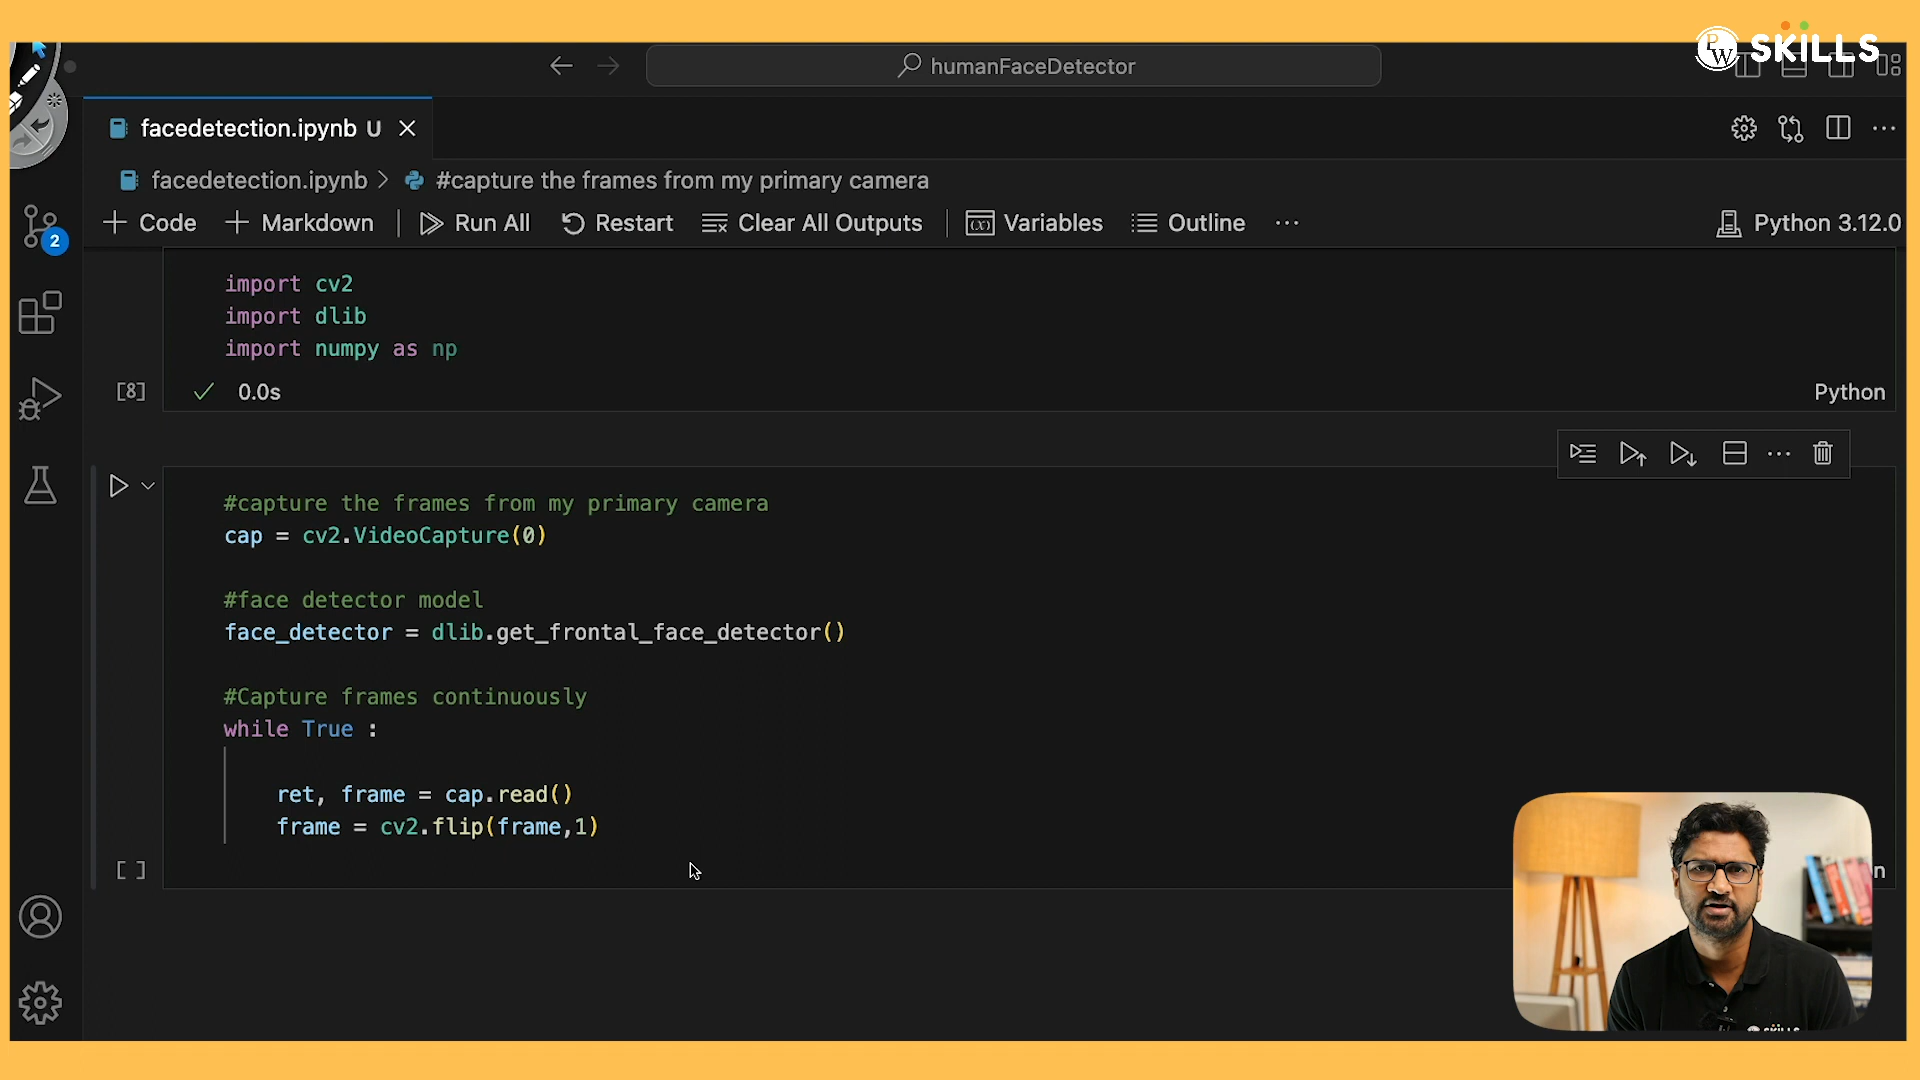 PW SKILLS
humanFaceDetector
facedetection.ipynb U
facedetection.ipynb > #capture the frames from my primary camera
+ Code + Markdown | Run All Restart Clear All Outputs | Variables Outline ... Python 3.12.0
2
import cv2
import dlib
import numpy as np
[8] 0.0s Python
#capture the frames from my primary camera
cap = cv2.VideoCapture(0)
#face detector model
face_detector = dlib.get_frontal_face_detector()
#Capture frames continuously
while True :
ret, frame = cap.read()
frame = cv2.flip(frame,1)
[ ] n
SKILLS